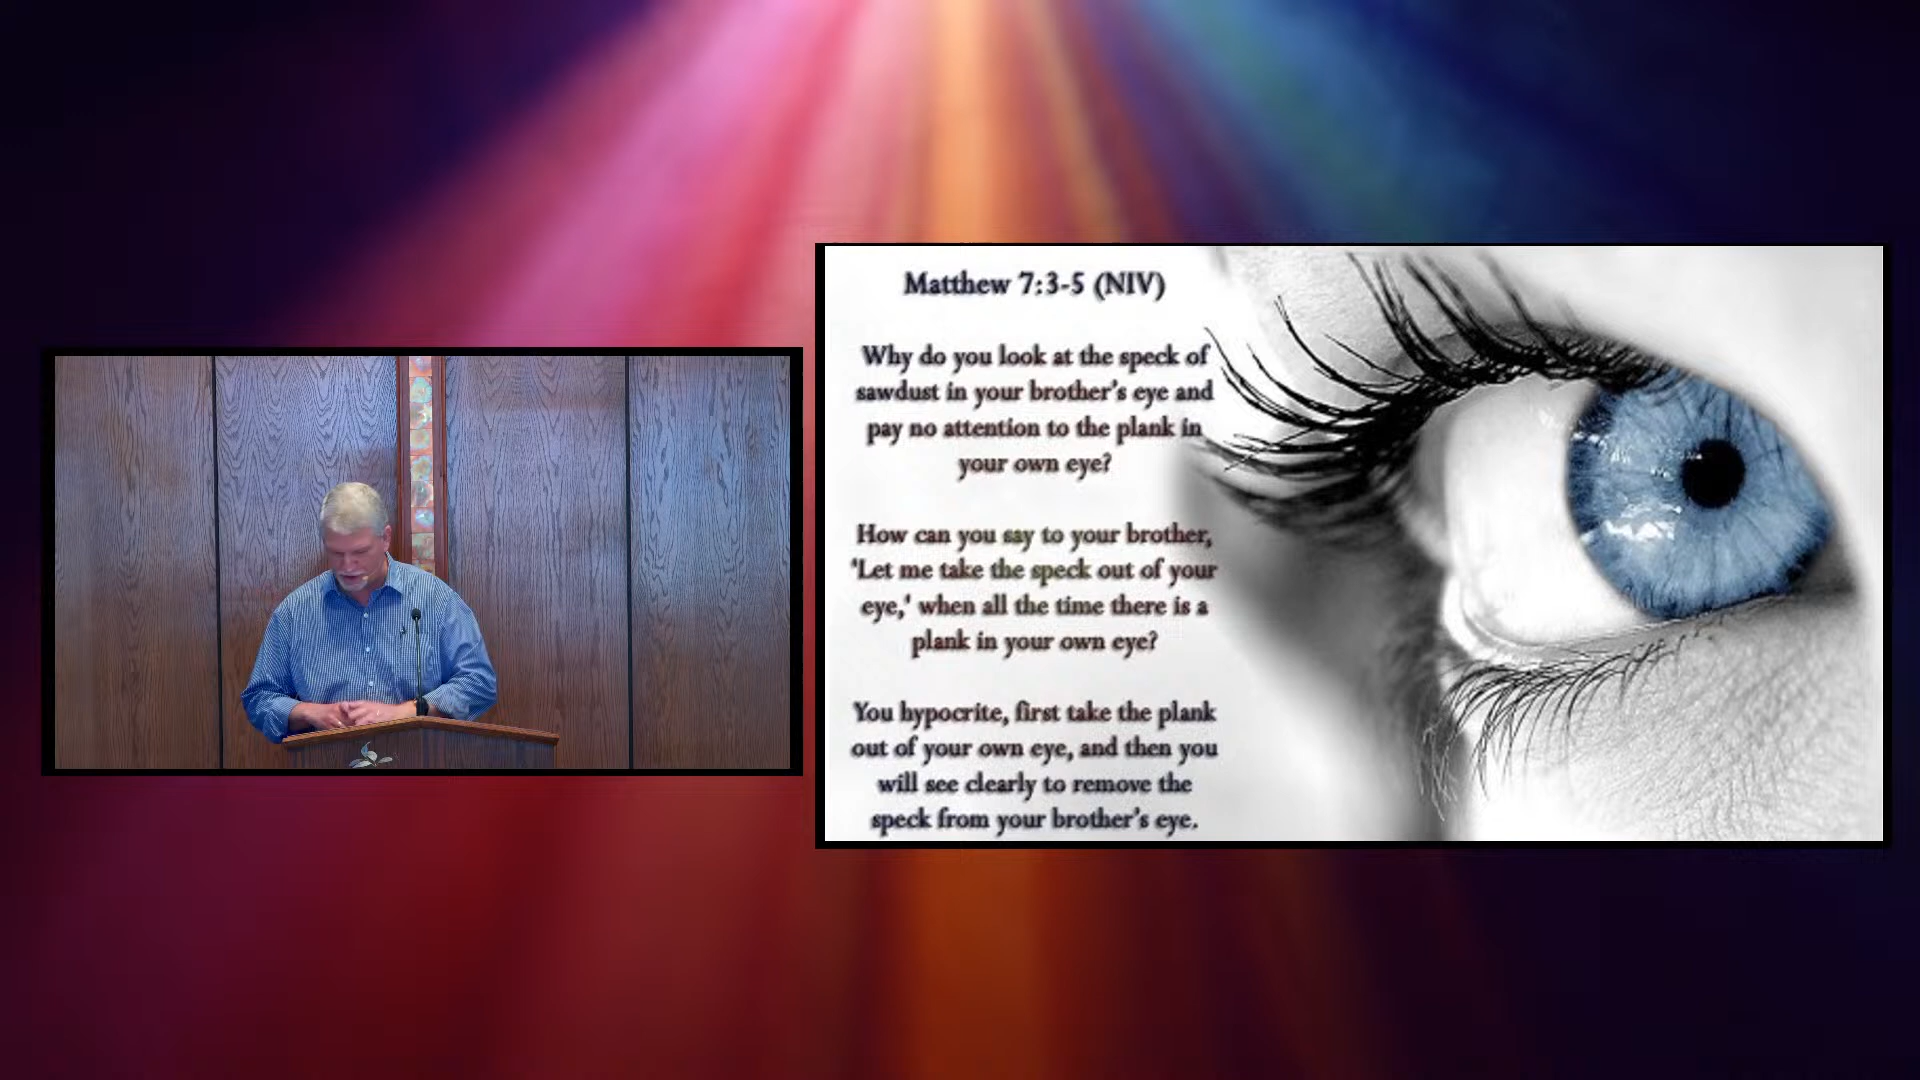 Matthew 7:3-5 (NIV)
Why do you look at the speck of
sawdust in your brother's eye and
pay no attention to the plank in
your own eye?
How can you say to your brother,
'Let me take the speck out of your
eye,' when all the time there is a
plank in your own eye?
You hypocrite, first take the plank
out of your own eye, and then you
will see clearly to remove the
speck from your brother's eye.